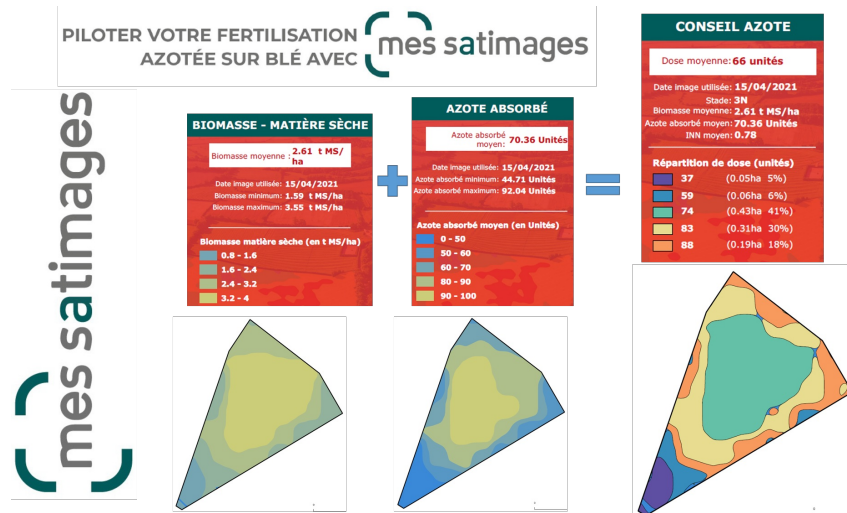 PILOTER VOTRE FERTILISATION
AZOTÉE SUR BLÉ AVEC
mes satimages
mes satimages
BIOMASSE - MATIÈRE SÈCHE
Biomasse moyenne : 2.61 t MS/
ha
Date image utilisée: 15/04/2021
Biomasse minimum: 1.59 t MS/ha
Biomasse maximum: 3.55 t MS/ha
Biomasse matière sèche (en t MS/ha)
0.8 - 1.6
1.6 - 2.4
2.4 - 3.2
3.2 - 4
AZOTE ABSORBÉ
Azote absorbé
moyen: 70.36 Unités
Date image utilisée: 15/04/2021
Azote absorbé minimum: 44.71 Unités
Azote absorbé maximum: 92.04 Unités
Azote absorbé moyen (en Unités)
0 - 50
50 - 60
60 - 70
80 - 90
90 - 100
CONSEIL AZOTE
Dose moyenne: 66 unités
Date image utilisée: 15/04/2021
Stade: 3N
Biomasse moyenne: 2.61 t MS/ha
Azote absorbé moyen: 70.36 Unités
INN moyen: 0.78
Répartition de dose (unités)
37 (0.05ha 5%)
59 (0.06ha 6%)
74 (0.43ha 41%)
83 (0.31ha 30%)
88 (0.19ha 18%)